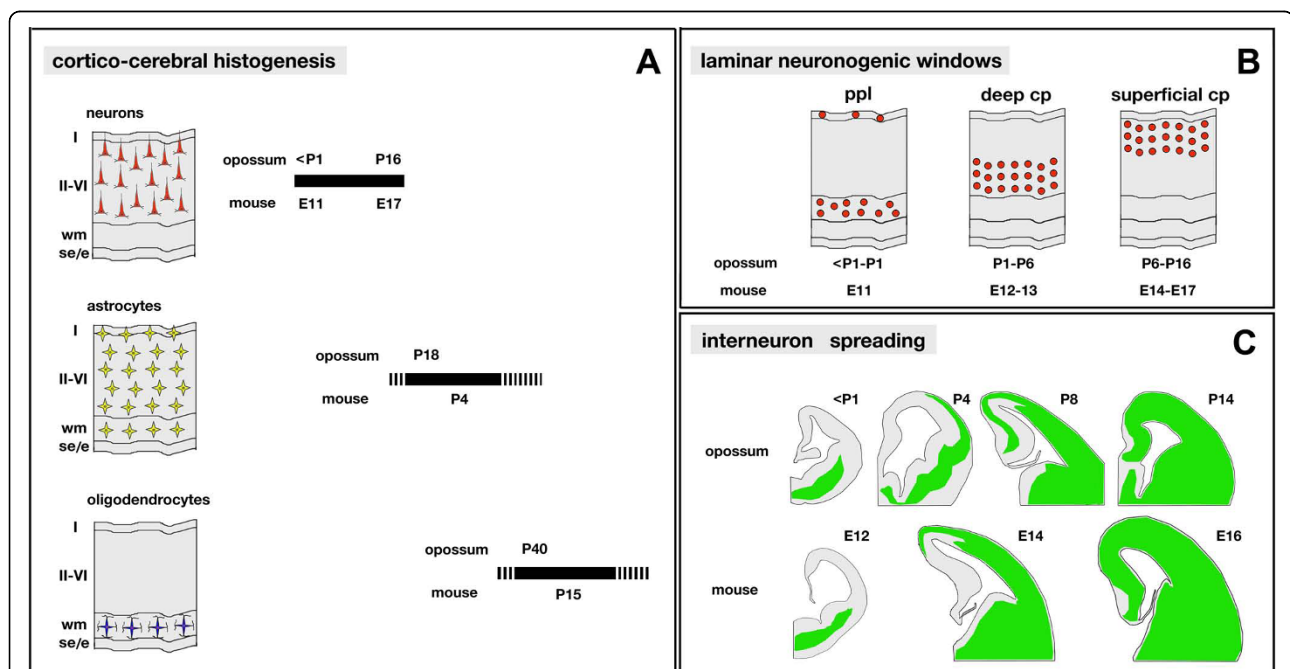 cortico-cerebral histogenesis
A
neurons
I
II-VI
wm
se/e
opossum <P1 P16
mouse E11 E17
astrocytes
I
II-VI
wm
se/e
opossum P18
mouse P4
oligodendrocytes
I
II-VI
wm
se/e
opossum P40
mouse P15
laminar neuronogenic windows
B
ppl deep cp superficial cp
opossum <P1-P1 P1-P6 P6-P16
mouse E11 E12-13 E14-E17
interneuron spreading
C
<P1 P4 P8 P14
opossum
E12 E14 E16
mouse